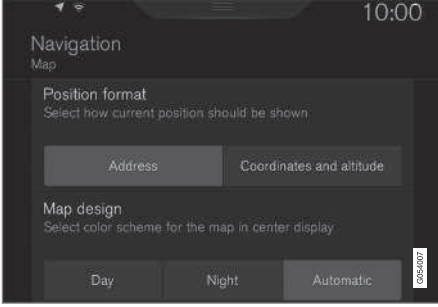 10:00
Navigation
Map
Position format
Select how current position should be shown
Address
Coordinates and altitude
Map design
Select color scheme for the map in center display
Day
Night
Automatic
G054007